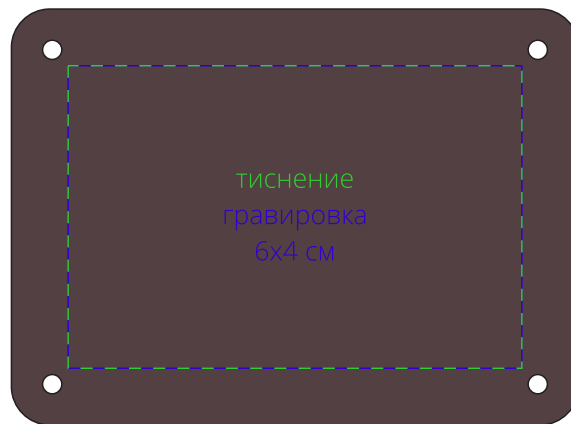 тиснение
гравировка
6х4 см